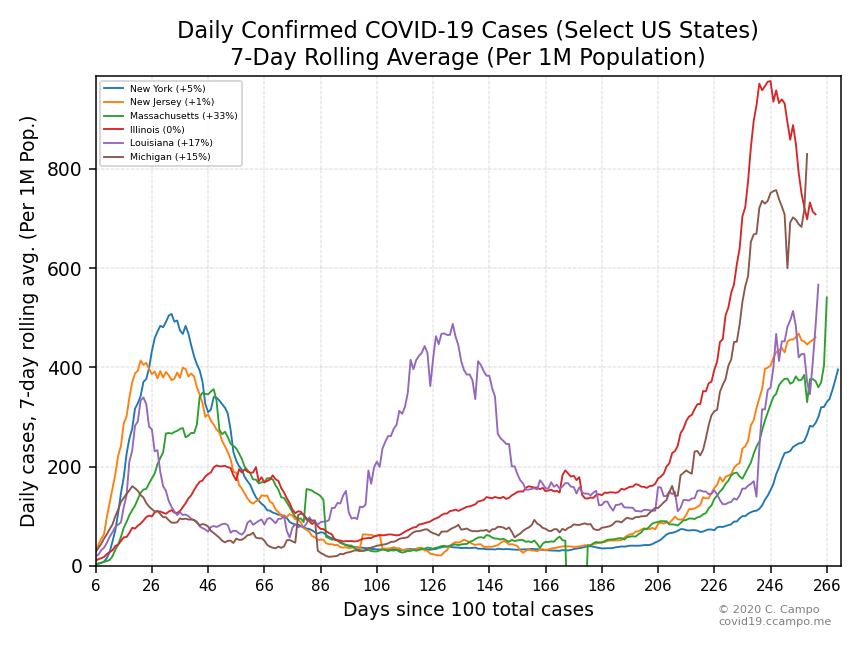 Daily Confirmed COVID-19 Cases (Select US States)
7-Day Rolling Average (Per 1M Population)
New York (+5%)
New Jersey (+1%)
Massachusetts (+33%)
Illinois (0%)
Louisiana (+17%)
Michigan (+15%)
Daily cases, 7-day rolling avg. (Per 1M Pop.)
800
600
400
200
0
6 26 46 66 86 106 126 146 166 186 206 226 246 266
Days since 100 total cases
© 2020 C. Campo
covid19.ccampo.me